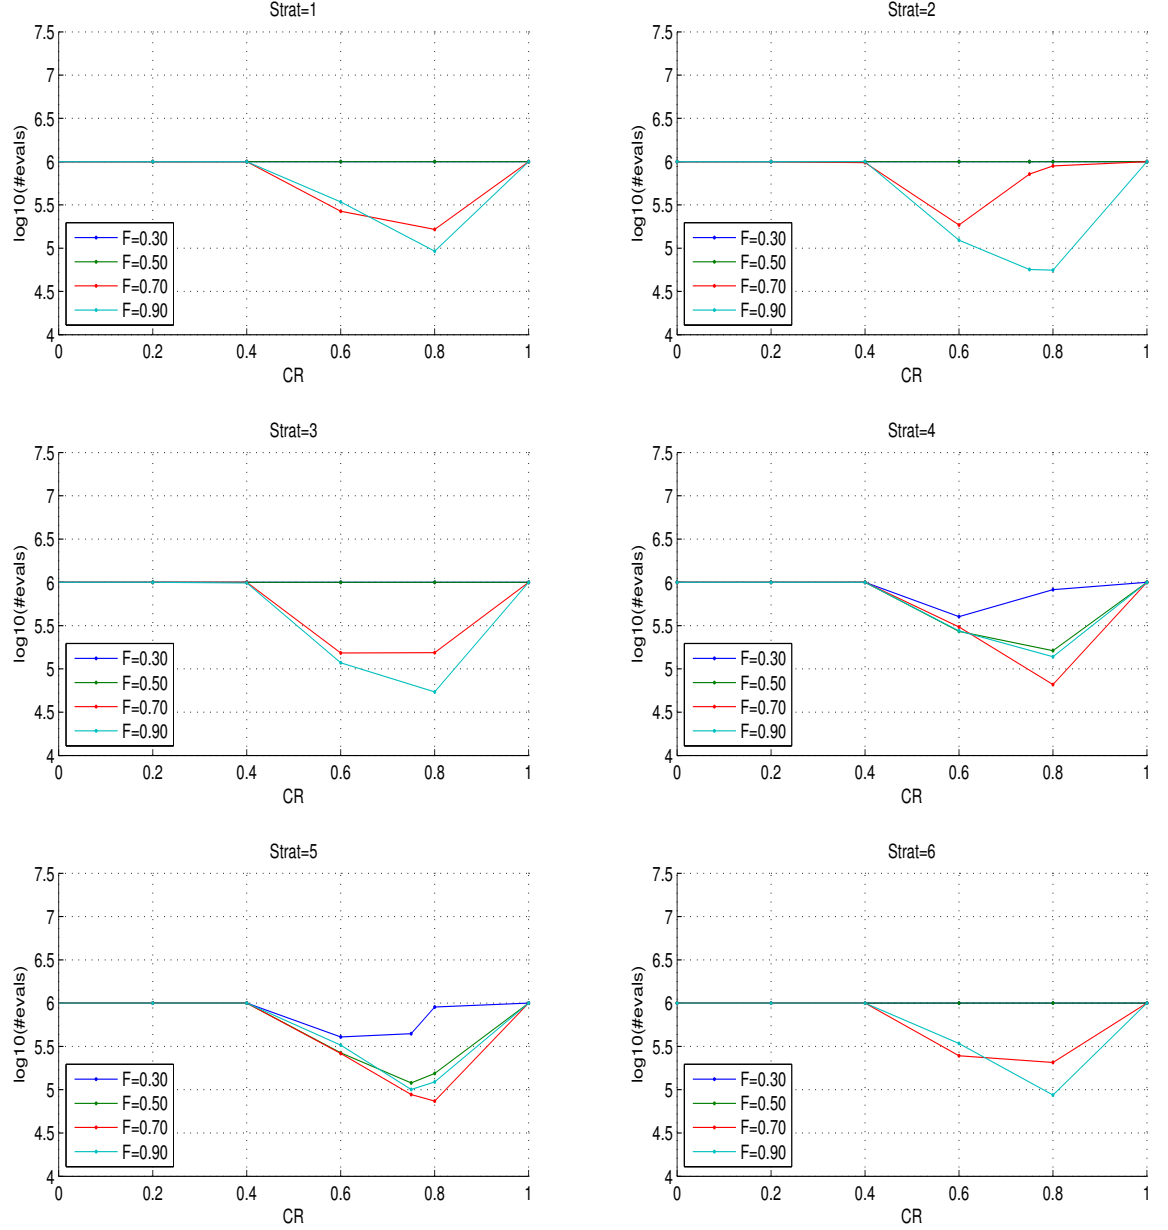 Strat=1
7.5
7
6.5
6
5.5
5
4.5
4
log10(#evals)
F=0.30
F=0.50
F=0.70
F=0.90
0 0.2 0.4 0.6 0.8 1
CR
Strat=2
7.5
7
6.5
6
5.5
5
4.5
4
log10(#evals)
F=0.30
F=0.50
F=0.70
F=0.90
0 0.2 0.4 0.6 0.8 1
CR
Strat=3
7.5
7
6.5
6
5.5
5
4.5
4
log10(#evals)
F=0.30
F=0.50
F=0.70
F=0.90
0 0.2 0.4 0.6 0.8 1
CR
Strat=4
7.5
7
6.5
6
5.5
5
4.5
4
log10(#evals)
F=0.30
F=0.50
F=0.70
F=0.90
0 0.2 0.4 0.6 0.8 1
CR
Strat=5
7.5
7
6.5
6
5.5
5
4.5
4
log10(#evals)
F=0.30
F=0.50
F=0.70
F=0.90
0 0.2 0.4 0.6 0.8 1
CR
Strat=6
7.5
7
6.5
6
5.5
5
4.5
4
log10(#evals)
F=0.30
F=0.50
F=0.70
F=0.90
0 0.2 0.4 0.6 0.8 1
CR